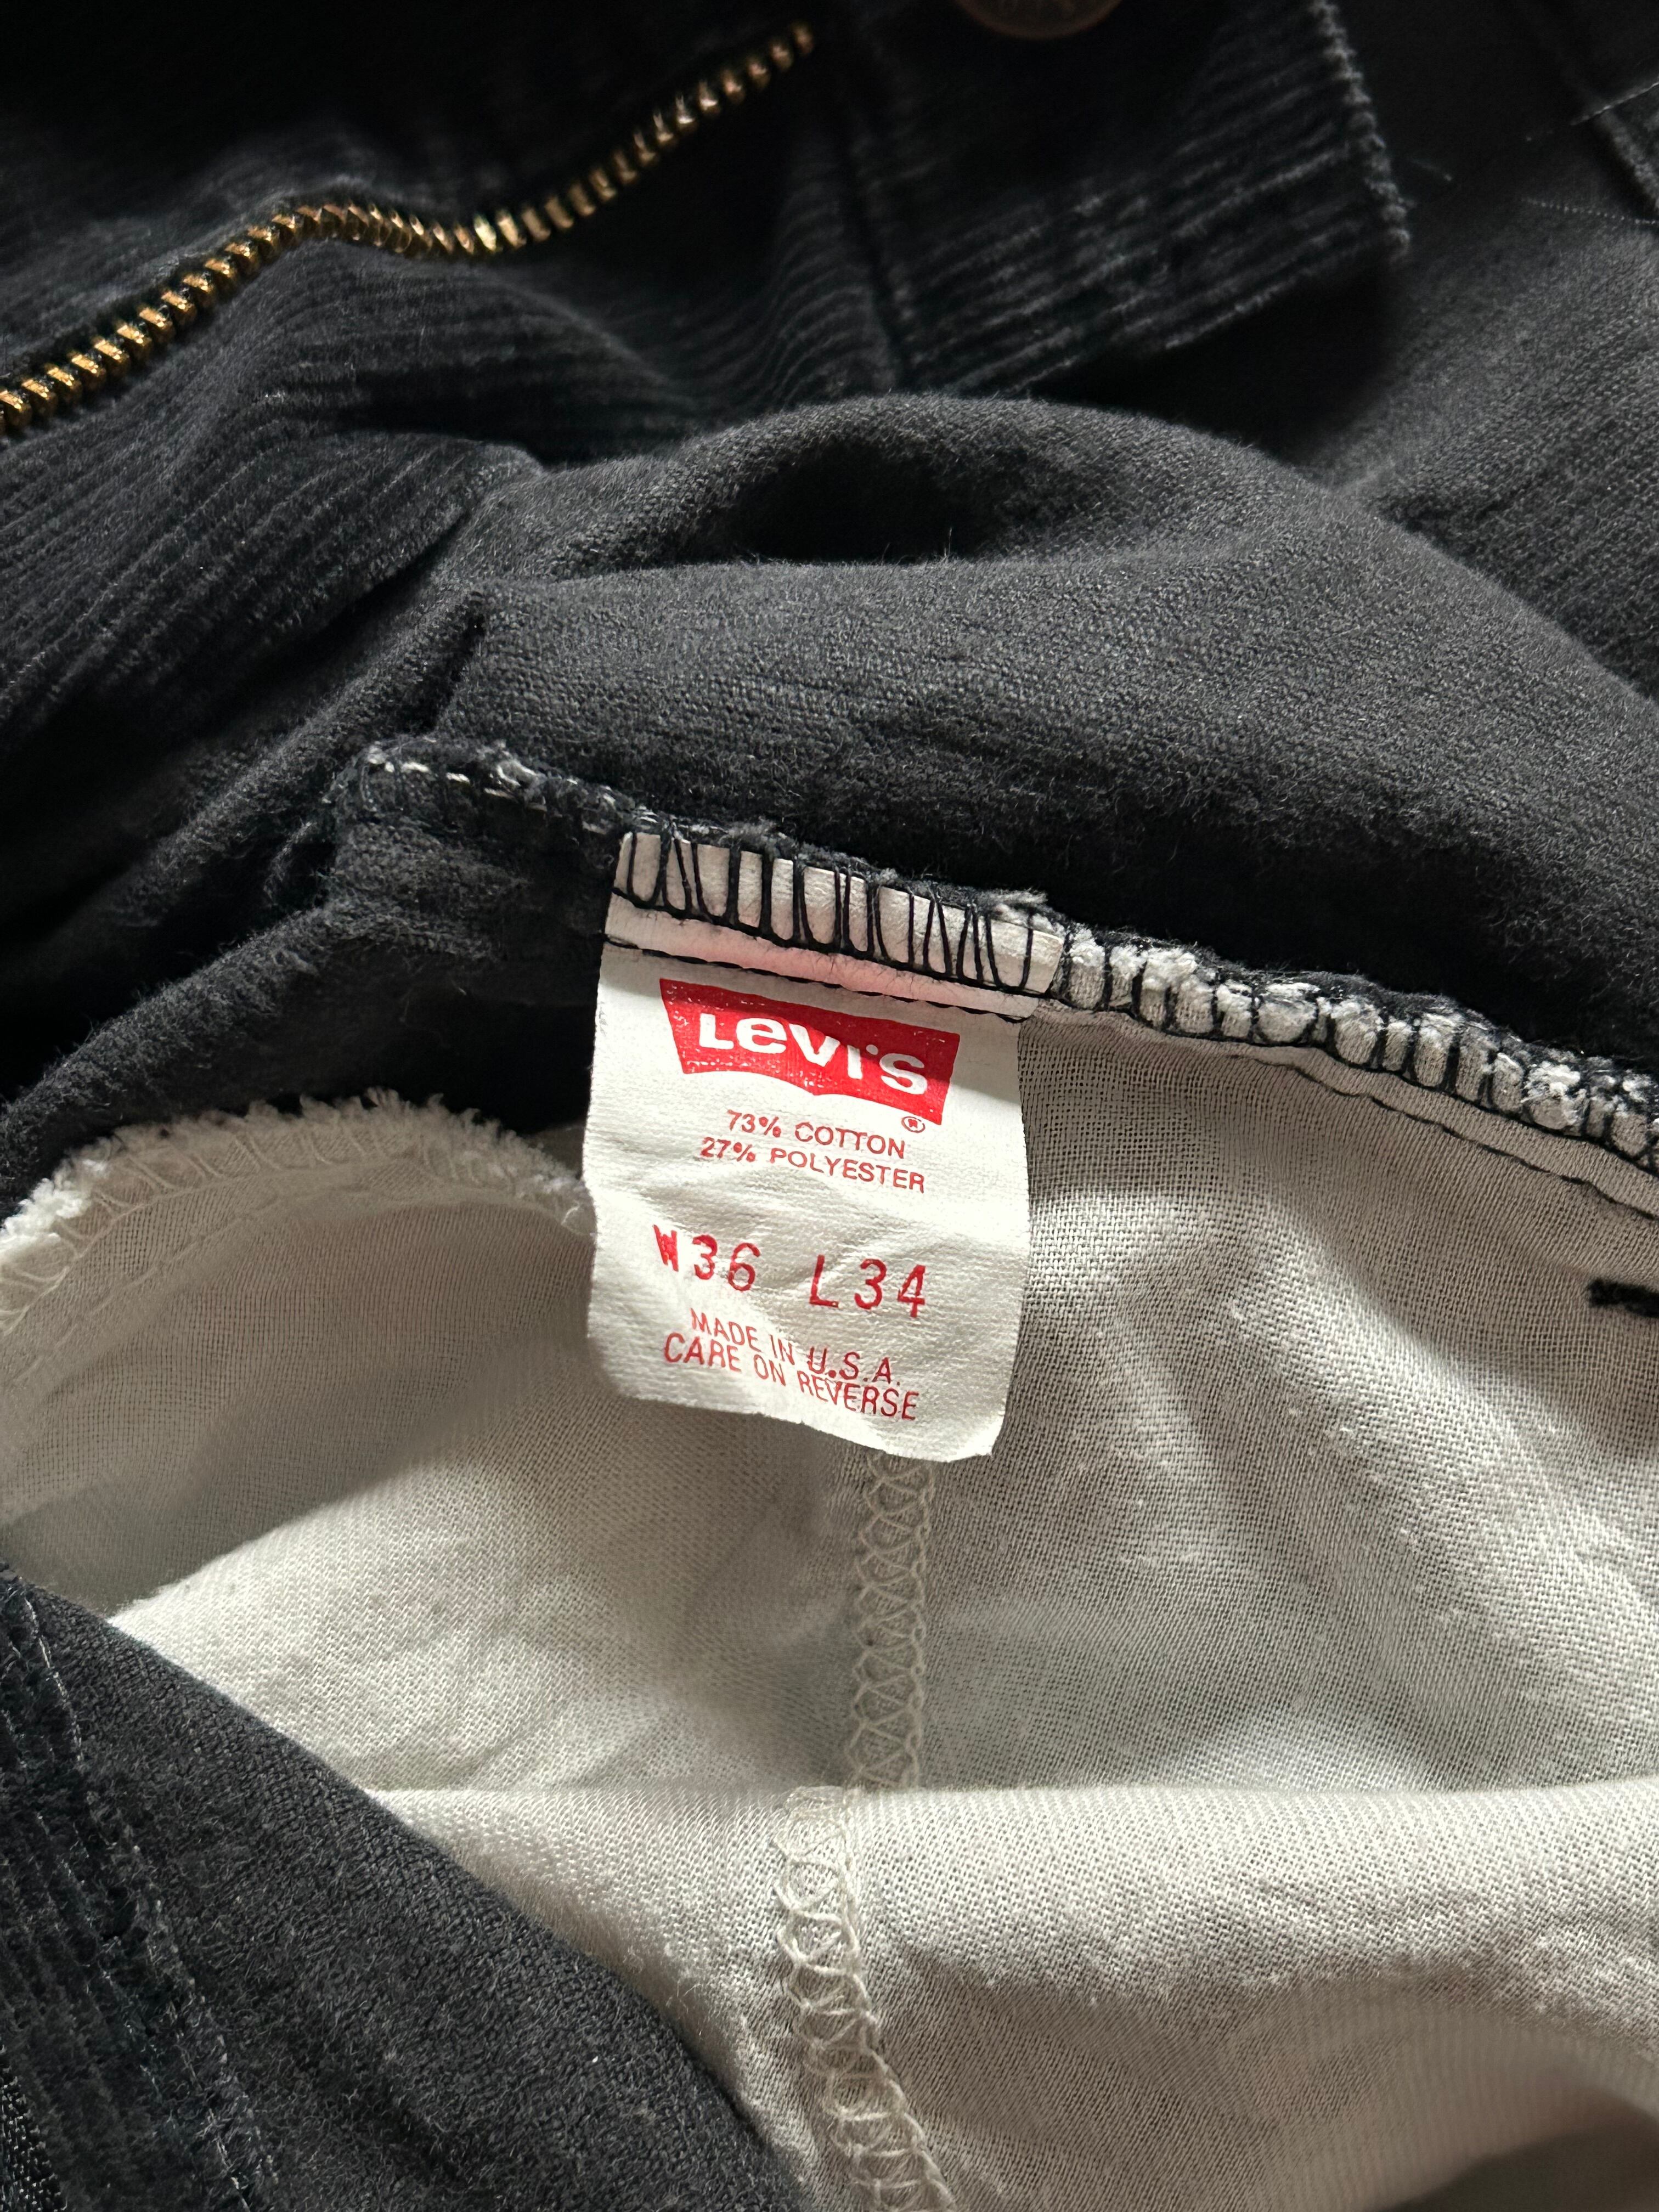 Levi's®
73% COTTON
27% POLYESTER
W36 L34
MADE IN U.S.A.
CARE ON REVERSE